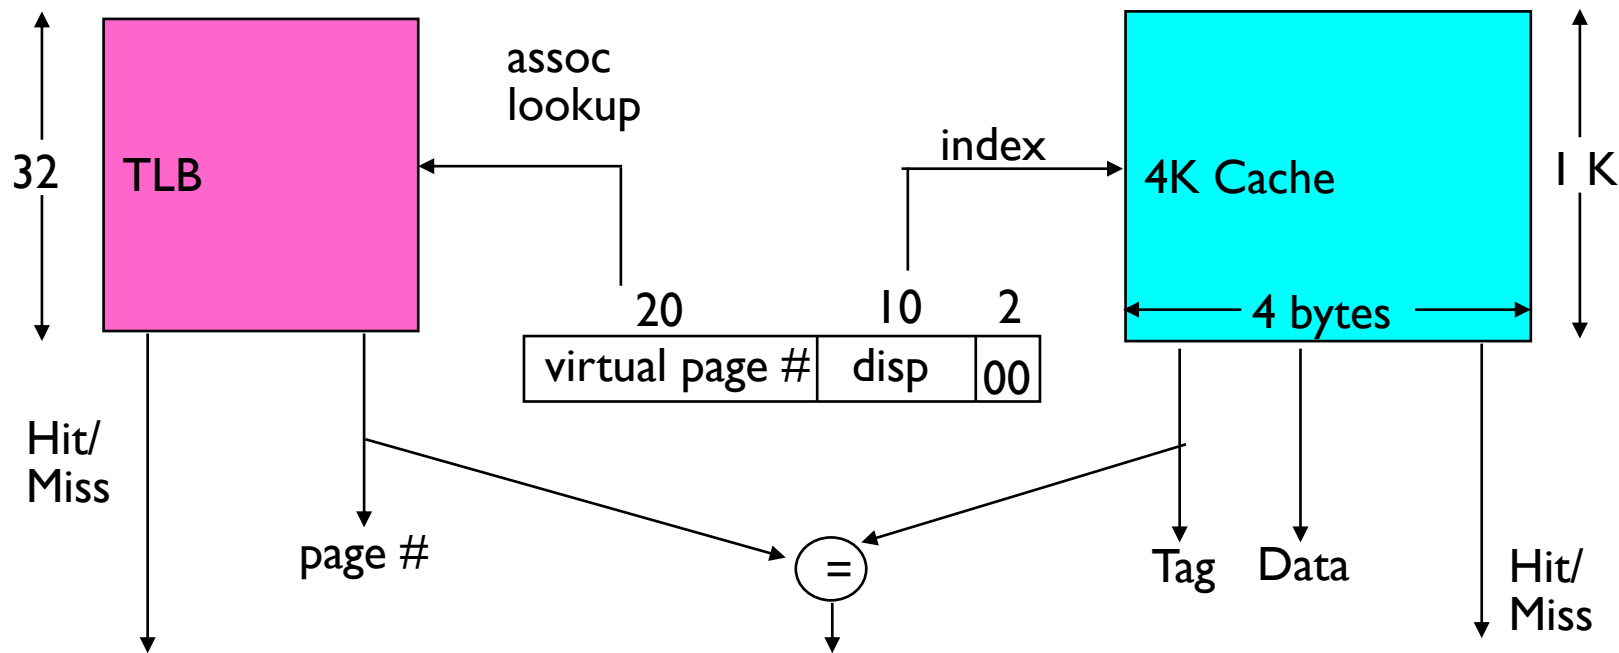 assoc
lookup
index
32
TLB
4K Cache
1 K
20
10
2
4 bytes
virtual page #
disp
00
Hit/
Miss
page #
=
Tag
Data
Hit/
Miss